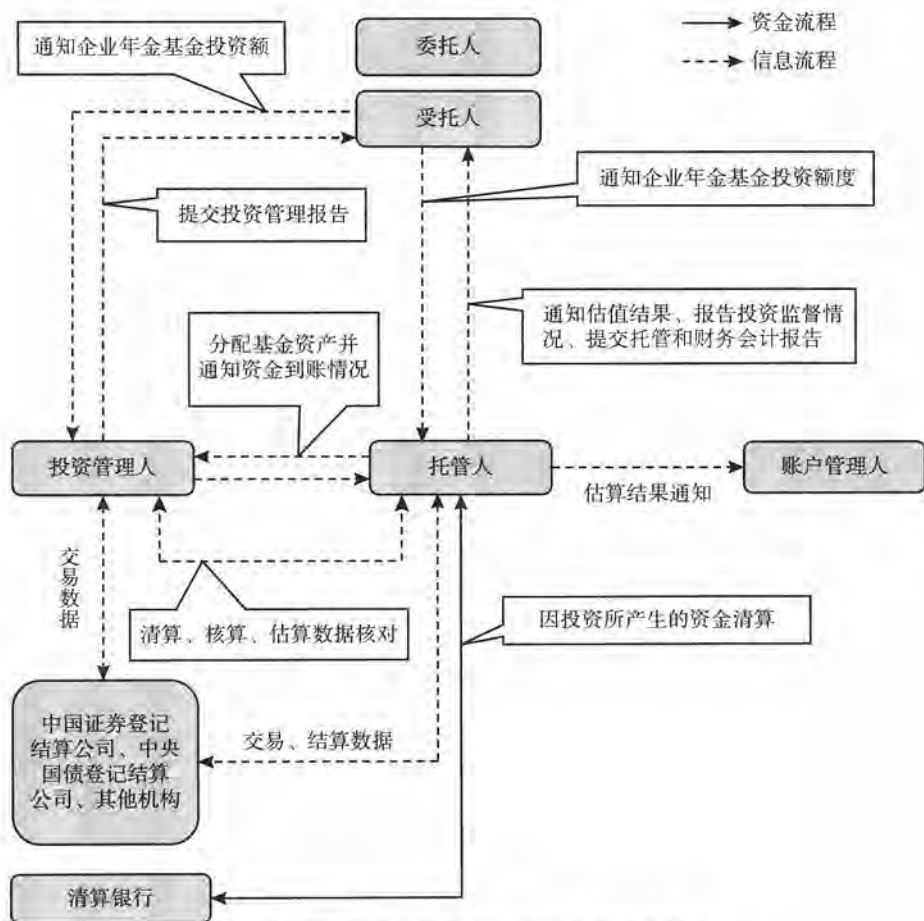 通知企业年金基金投资额
委托人
资金流程
信息流程
受托人
通知企业年金基金投资额度
提交投资管理报告
通知估值结果、报告投资监督情
况、提交托管和财务会计报告
分配基金资产并
通知资金到账情况
投资管理人
托管人
账户管理人
估算结果通知
交易数据
清算、核算、估算数据核对
因投资所产生的资金清算
中国证券登记
结算公司、中央
国债登记结算
公司、其他机构
交易、结算数据
清算银行